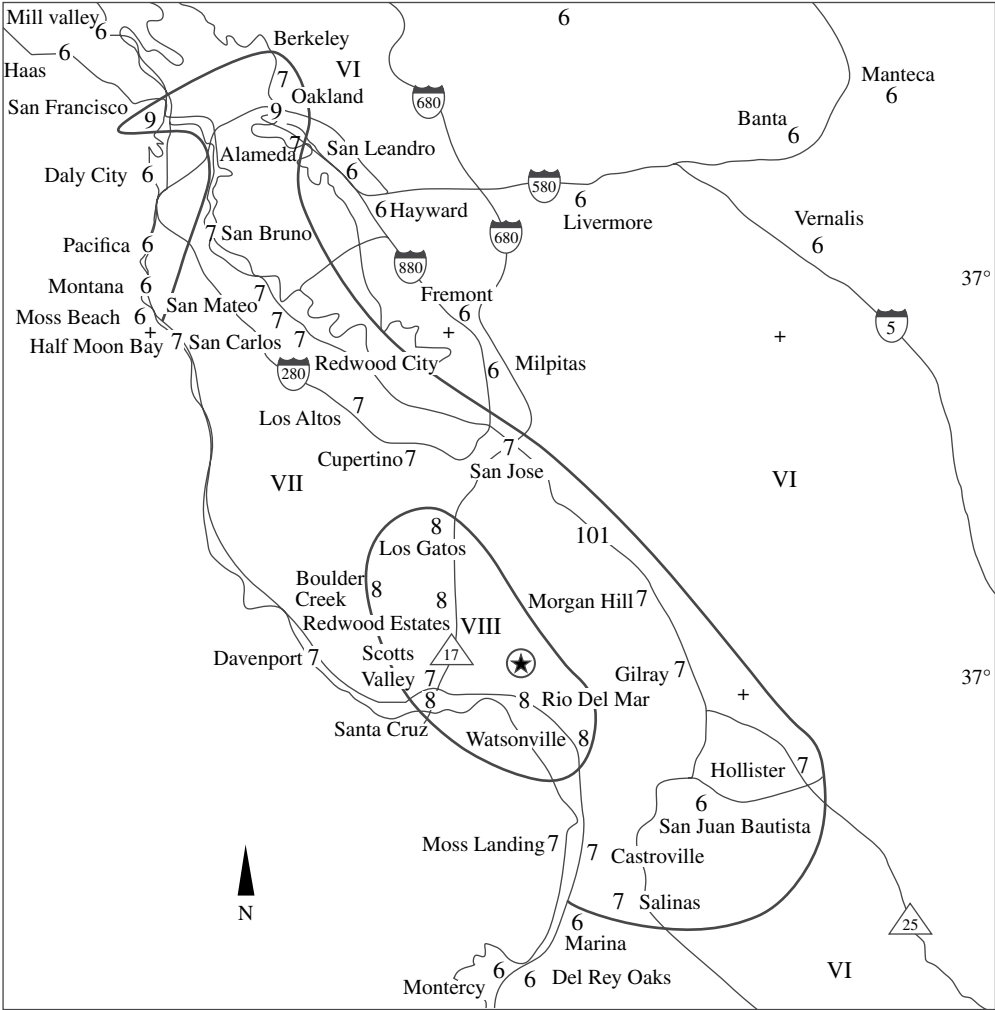 Mill valley
6
6
Berkeley
VI
6
Haas
7
680
Manteca
6
San Francisco
9
Oakland
9
Banta
6
Alameda
7
San Leandro
6
Daly City
6
580
6
Hayward
6
Livermore
Vernalis
6
Pacifica
6
7
San Bruno
680
880
37°
Montana
6
San Mateo
7
Fremont
6
Moss Beach
6
7
5
Half Moon Bay
7
San Carlos
7
280
Redwood City
6
Milpitas
Los Altos
7
Cupertino
7
7
San Jose
VII
VI
8
Los Gatos
101
Boulder
Creek
8
8
Redwood Estates
VIII
Morgan Hill
7
Davenport
7
Scotts
Valley
7
17
Gilray
7
37°
8
8
Rio Del Mar
Santa Cruz
Watsonville
8
Hollister
7
6
San Juan Bautista
Moss Landing
7
7
Castroville
7
Salinas
N
6
Marina
25
Montercy
6
6
Del Rey Oaks
VI